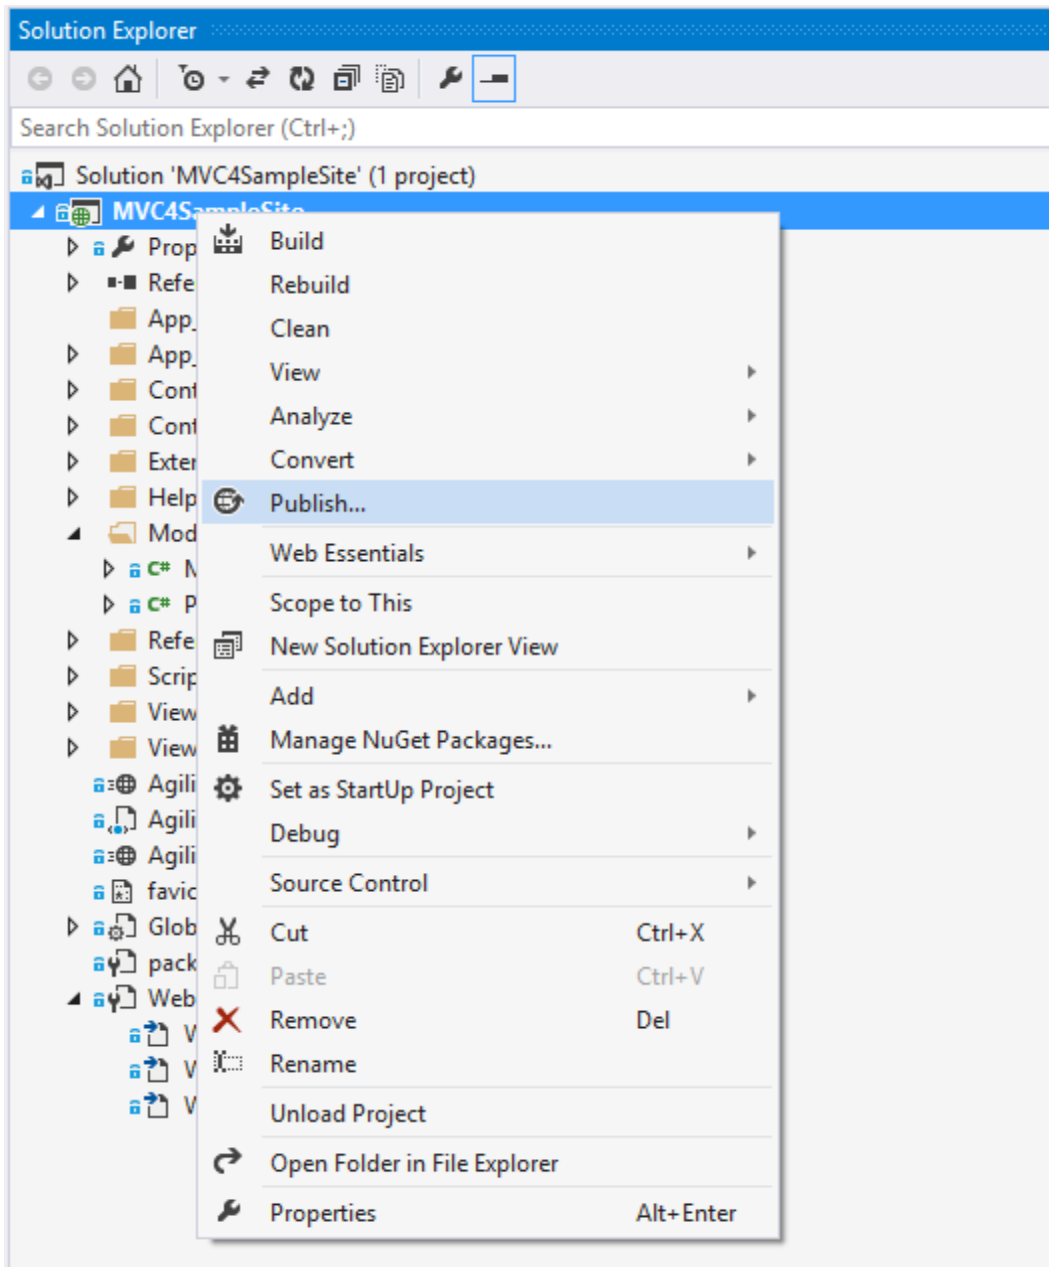 Solution Explorer
Search Solution Explorer (Ctrl+;)
Solution 'MVC4SampleSite' (1 project)
MVC4SampleSite
Prop
Build
Refe
Rebuild
App_
Clean
App_
View
Cont
Analyze
Cont
Exter
Convert
Help
Publish...
Mod
C# M
Web Essentials
C# P
Scope to This
Refe
New Solution Explorer View
Scrip
View
Add
View
Manage NuGet Packages...
Agili
Set as StartUp Project
Agili
Debug
Agili
favic
Source Control
Glob
Cut Ctrl+X
pack
Paste Ctrl+V
Web
Remove Del
Rename
Unload Project
Open Folder in File Explorer
Properties Alt+Enter